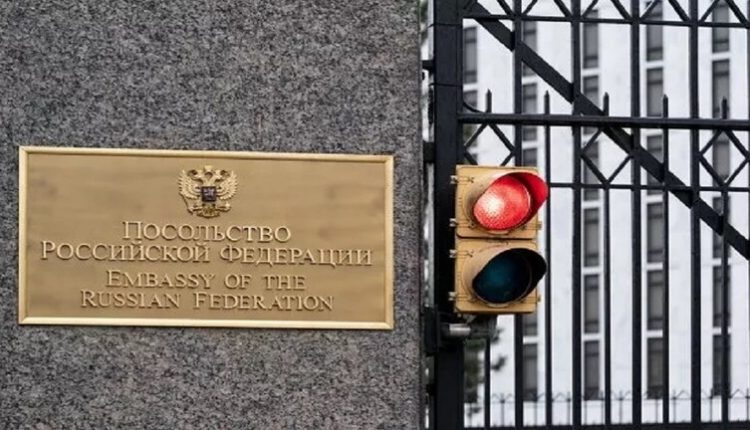 Посольство
Российской Федерации
Embassy of the
Russian Federation